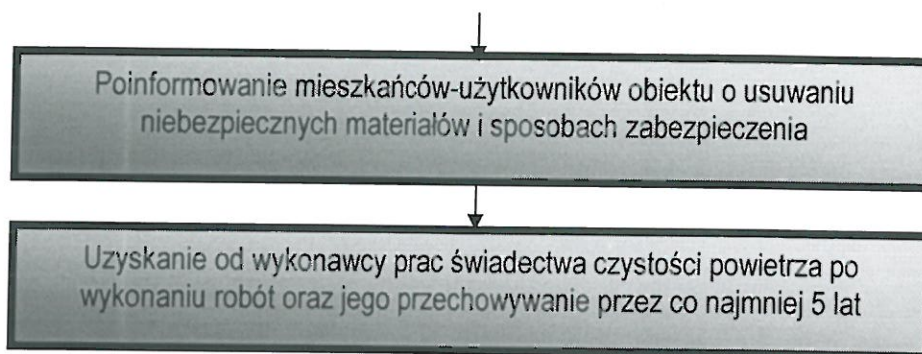 Poinformowanie mieszkańców-użytkowników obiektu o usuwaniu
niebezpiecznych materiałów i sposobach zabezpieczenia
Uzyskanie od wykonawcy prac świadectwa czystości powietrza po
wykonaniu robót oraz jego przechowywanie przez co najmniej 5 lat